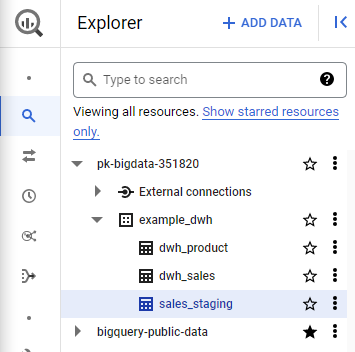 Explorer
+ ADD DATA
Type to search
Viewing all resources. Show starred resources
only.
pk-bigdata-351820
External connections
example_dwh
dwh_product
dwh_sales
sales_staging
bigquery-public-data